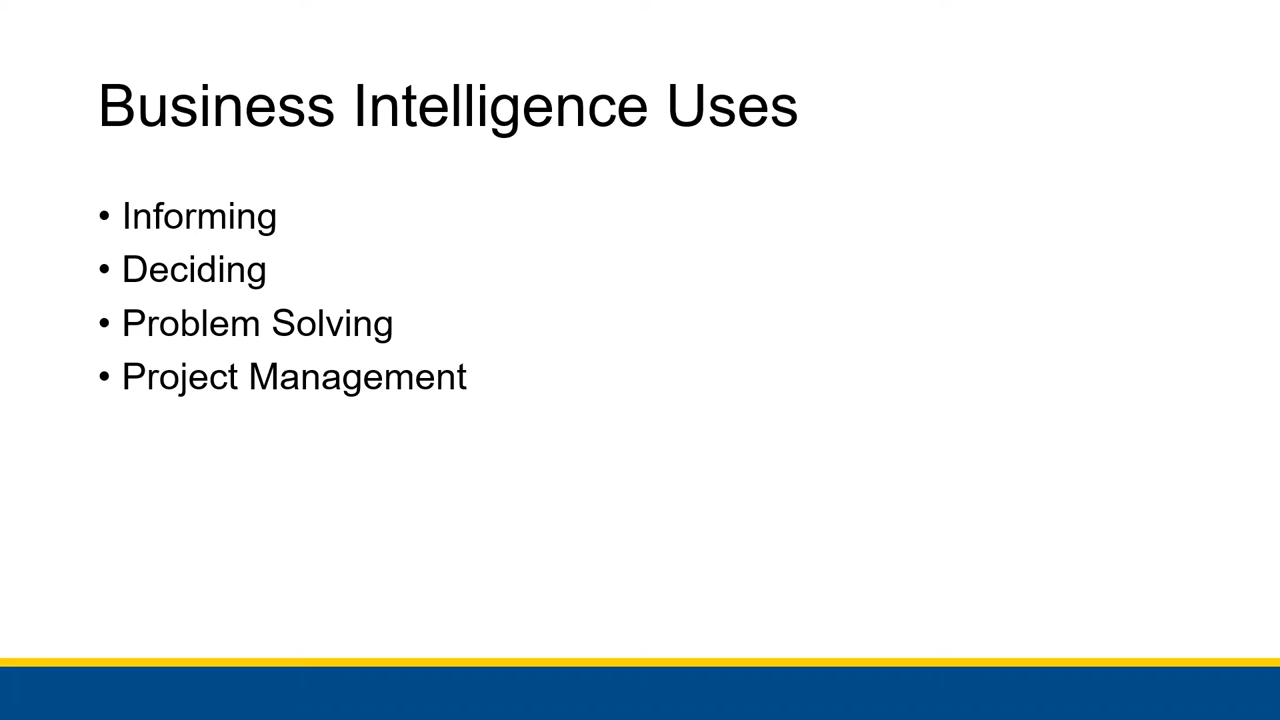 Business Intelligence Uses
• Informing
• Deciding
• Problem Solving
• Project Management